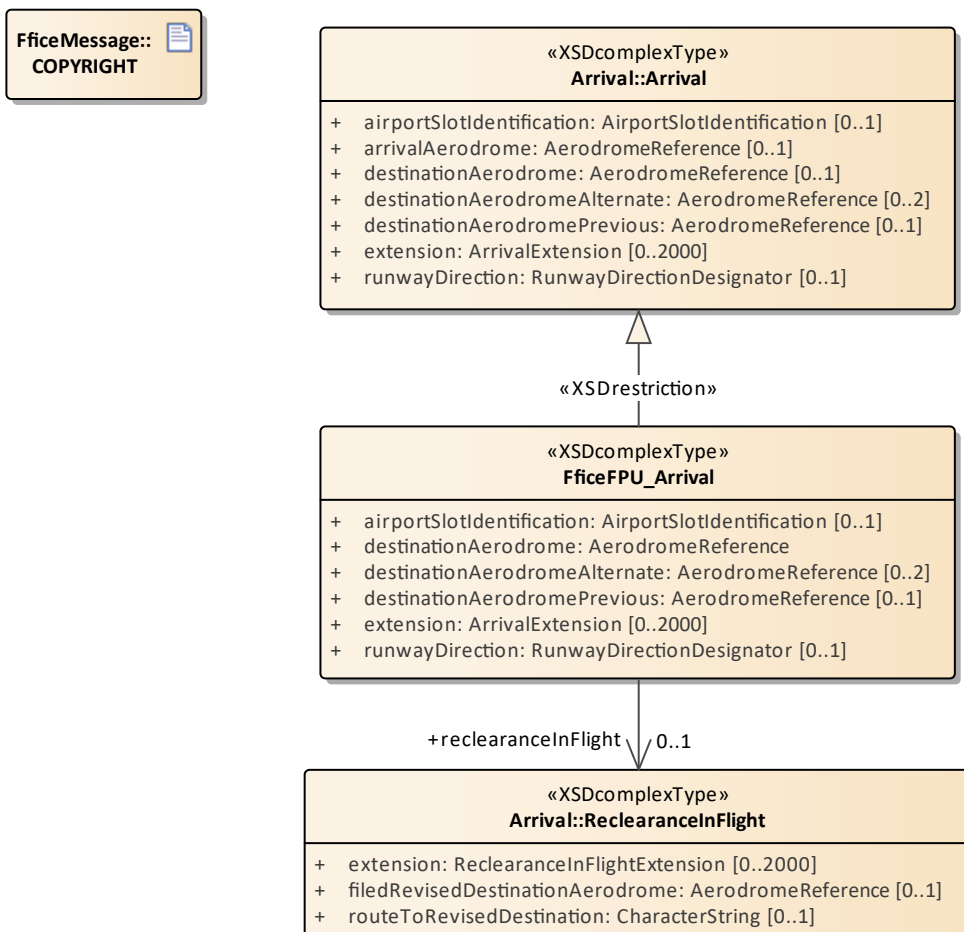 FficeMessage::
COPYRIGHT
«XSDcomplexType»
Arrival::Arrival
+ airportSlotIdentification: AirportSlotIdentification [0..1]
+ arrivalAerodrome: AerodromeReference [0..1]
+ destinationAerodrome: AerodromeReference [0..1]
+ destinationAerodromeAlternate: AerodromeReference [0..2]
+ destinationAerodromePrevious: AerodromeReference [0..1]
+ extension: ArrivalExtension [0..2000]
+ runwayDirection: RunwayDirectionDesignator [0..1]
«XSDrestriction»
«XSDcomplexType»
FficeFPU_Arrival
+ airportSlotIdentification: AirportSlotIdentification [0..1]
+ destinationAerodrome: AerodromeReference
+ destinationAerodromeAlternate: AerodromeReference [0..2]
+ destinationAerodromePrevious: AerodromeReference [0..1]
+ extension: ArrivalExtension [0..2000]
+ runwayDirection: RunwayDirectionDesignator [0..1]
+reclearanceInFlight 0..1
«XSDcomplexType»
Arrival::ReclearanceInFlight
+ extension: ReclearanceInFlightExtension [0..2000]
+ filedRevisedDestinationAerodrome: AerodromeReference [0..1]
+ routeToRevisedDestination: CharacterString [0..1]